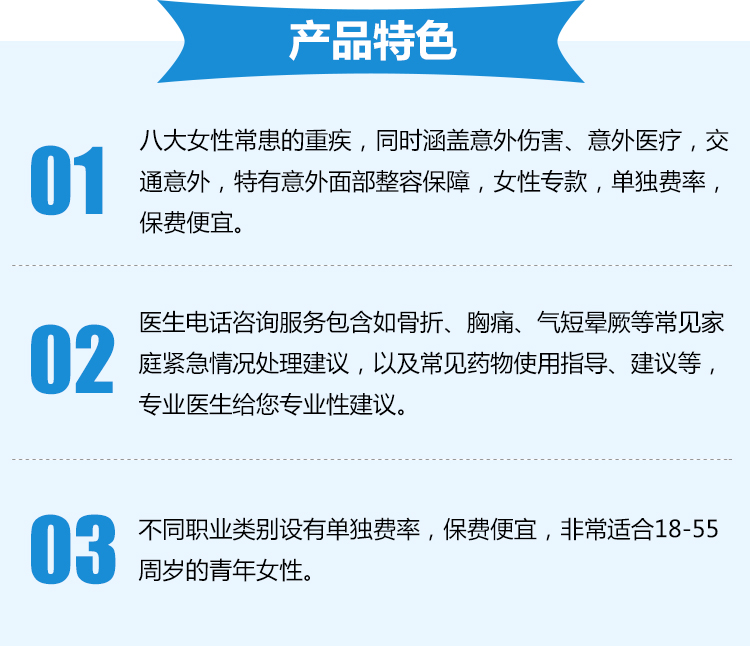 产品特色
01
八大女性常患的重疾，同时涵盖意外伤害、意外医疗，交
通意外，特有意外面部整容保障，女性专款，单独费率，
保费便宜。
02
医生电话咨询服务包含如骨折、胸痛、气短晕厥等常见家
庭紧急情况处理建议，以及常见药物使用指导、建议等，
专业医生给您专业性建议。
03
不同职业类别设有单独费率，保费便宜，非常适合18-55
周岁的青年女性。